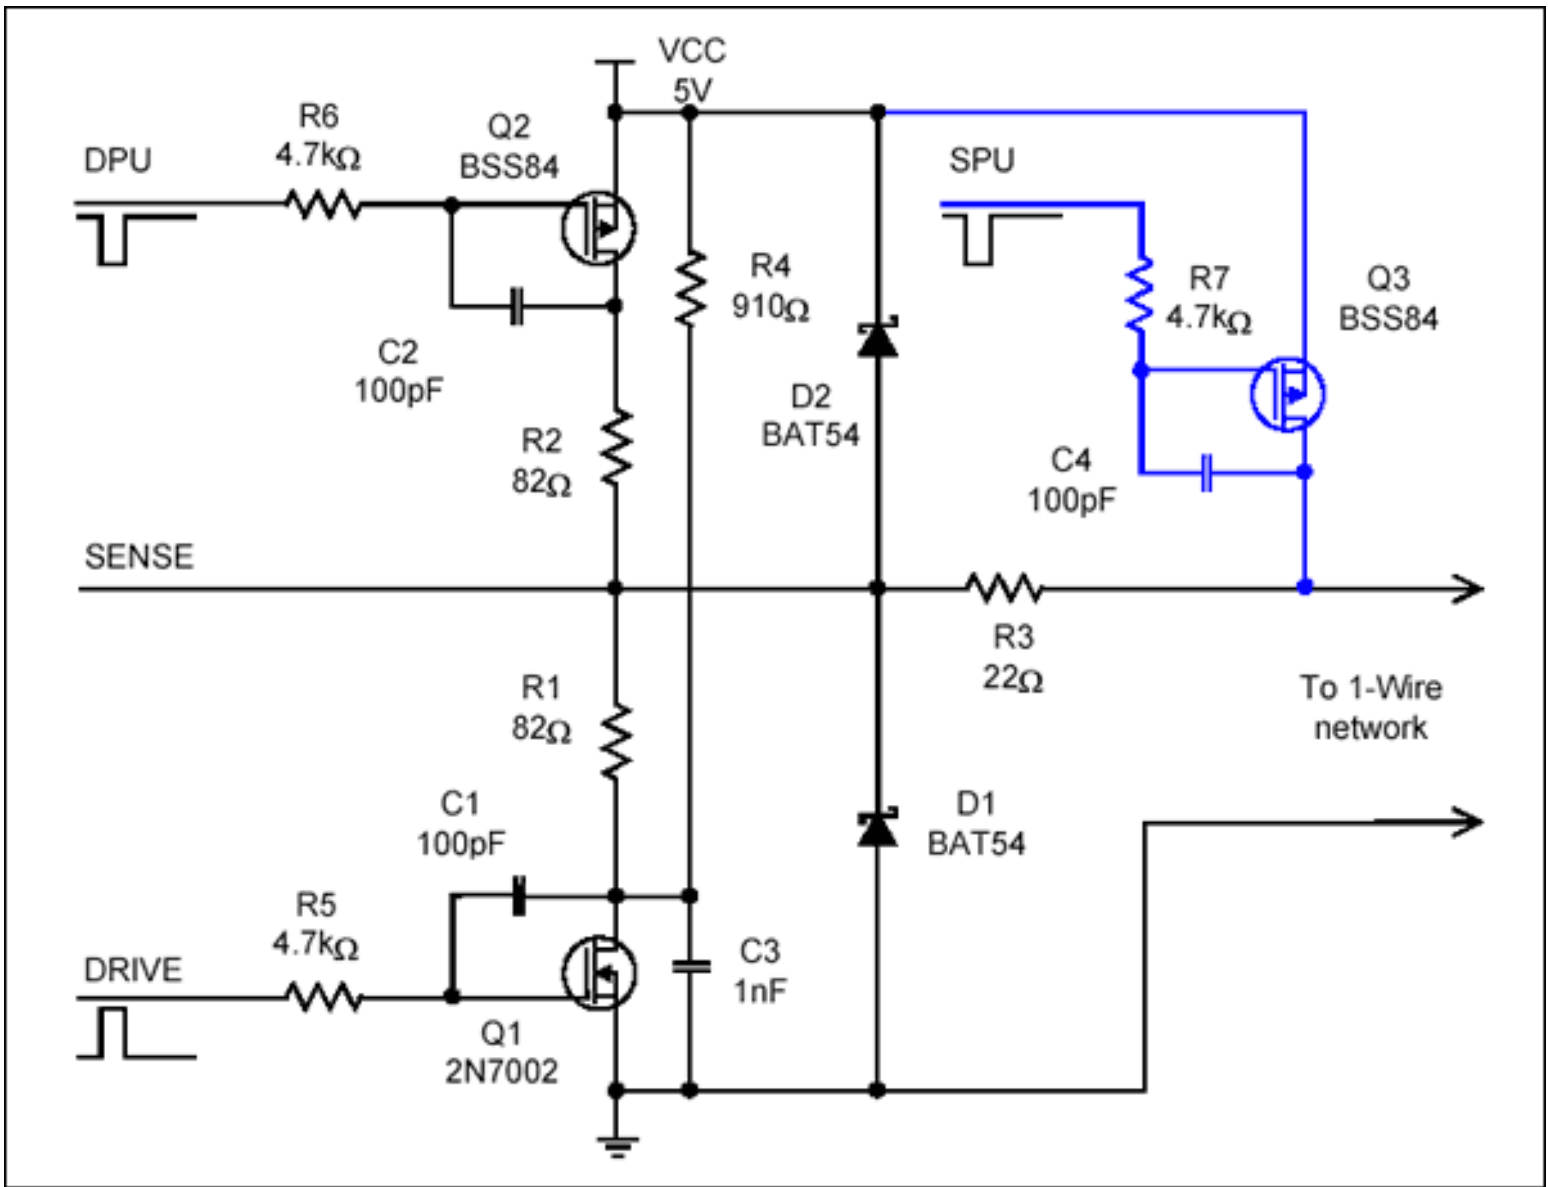 VCC
5V
R6
4.7kΩ
Q2
BSS84
DPU
SPU
R4
910Ω
R7
4.7kΩ
Q3
BSS84
C2
100pF
D2
BAT54
R2
82Ω
C4
100pF
SENSE
R3
22Ω
R1
82Ω
To 1-Wire
network
C1
100pF
D1
BAT54
R5
4.7kΩ
DRIVE
C3
1nF
Q1
2N7002